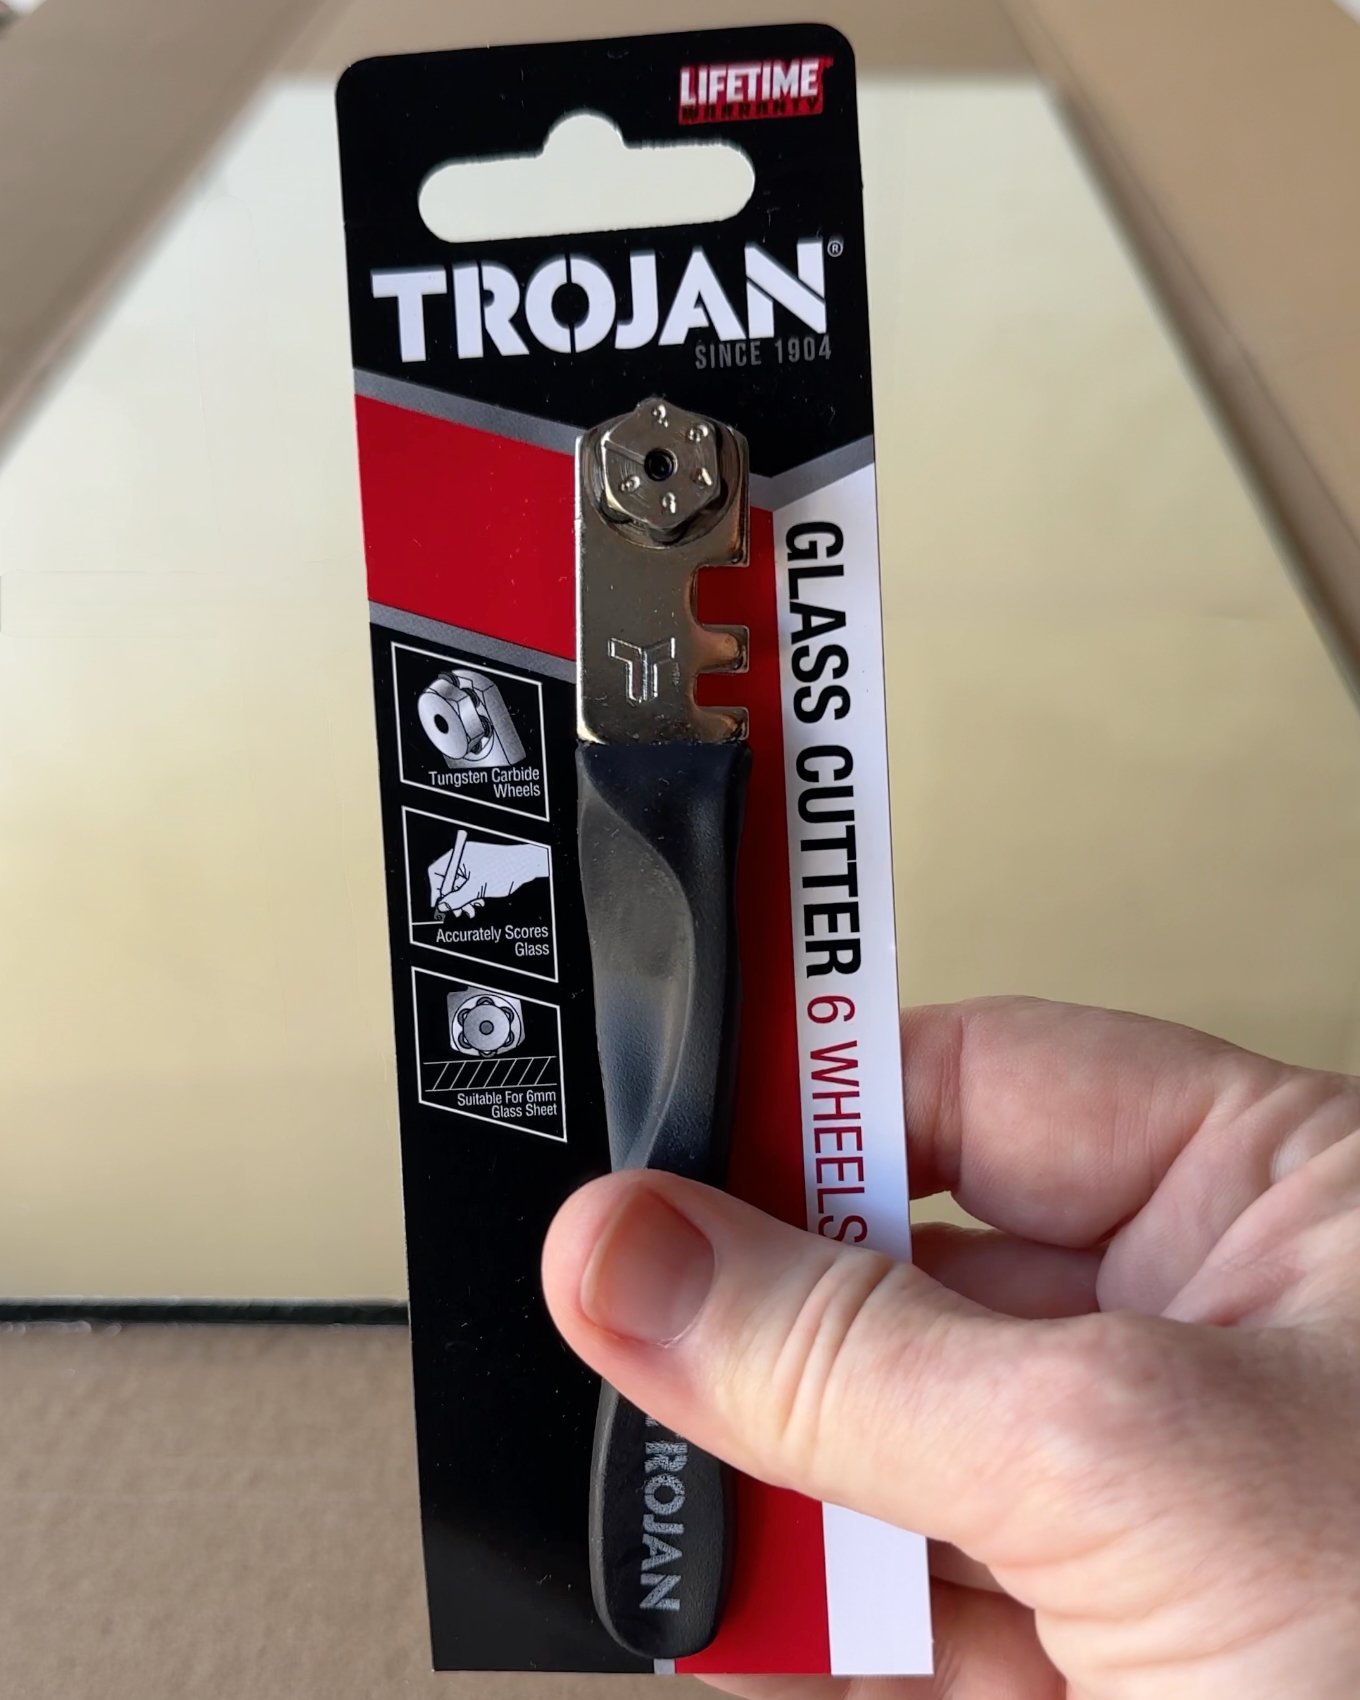 LIFETIME
WARRANTY
TROJAN®
SINCE 1904
GLASS CUTTER 6 WHEELS
Tungsten Carbide
Wheels
Accurately Scores
Glass
Suitable For 6mm
Glass Sheet
TROJAN